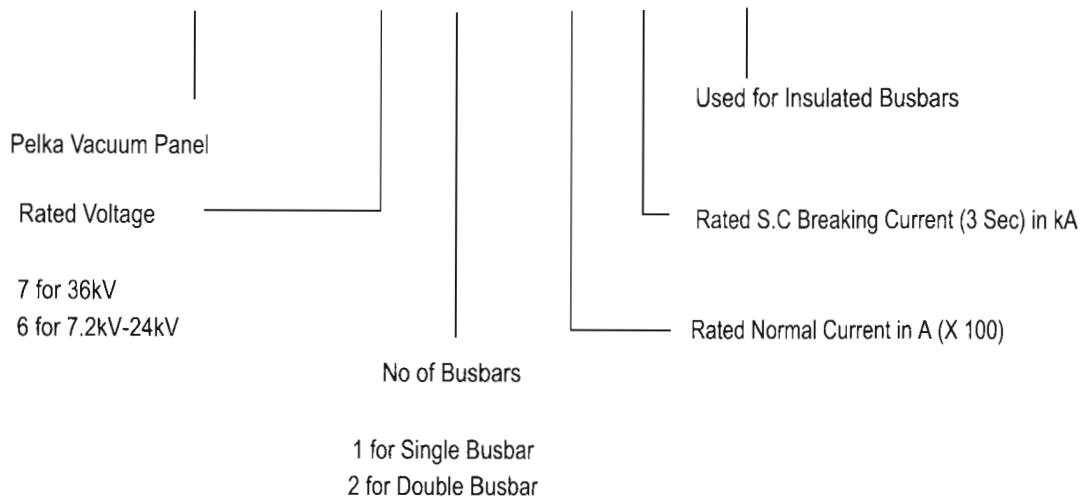 Used for Insulated Busbars
Pelka Vacuum Panel
Rated Voltage
Rated S.C Breaking Current (3 Sec) in kA
7 for 36kV
6 for 7.2kV-24kV
Rated Normal Current in A (X 100)
No of Busbars
1 for Single Busbar
2 for Double Busbar